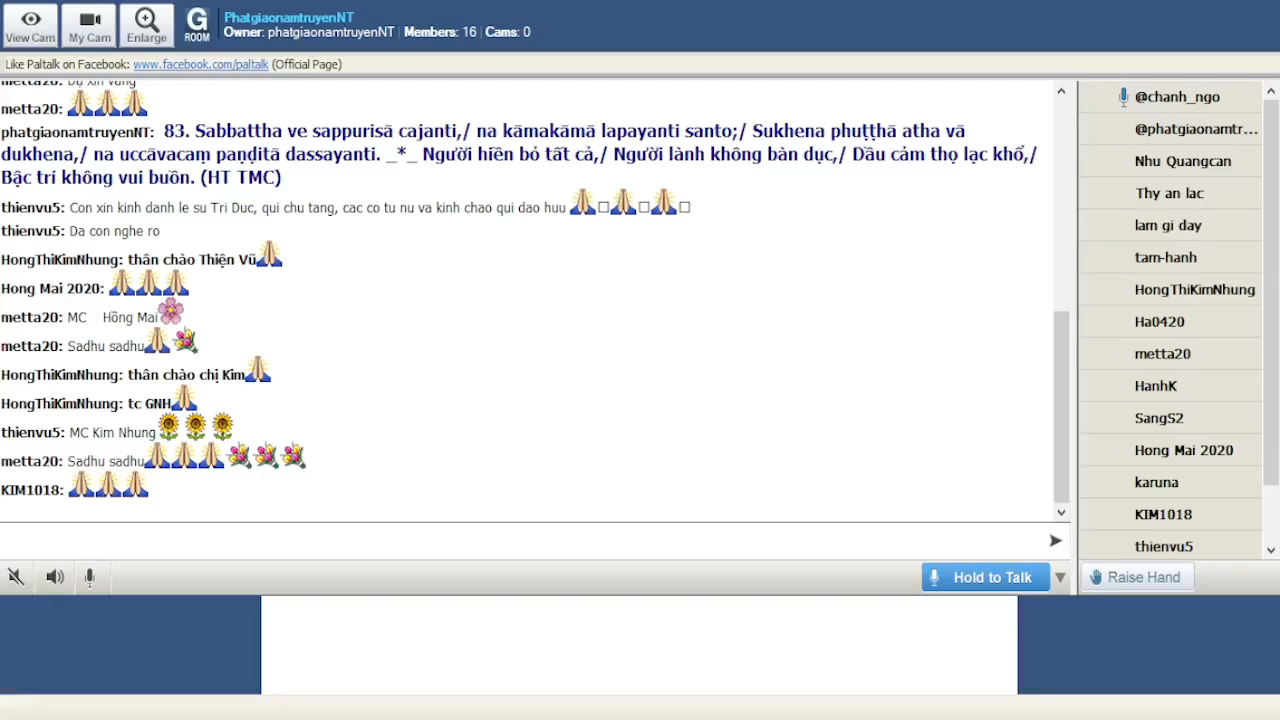 View Cam
My Cam
Enlarge
G
ROOM
PhatgiaonamtruyenNT
Owner: phatgiaonamtruyenNT | Members: 16 | Cams: 0
Like Paltalk on Facebook: www.facebook.com/paltalk (Official Page)
metta20: Dạ xin vâng
metta20:
phatgiaonamtruyenNT: 83. Sabbattha ve sappurisā cajanti,/ na kāmakāmā lapayanti santo;/ Sukhena phuṭṭhā atha vā
dukhena,/ na uccāvacaṃ paṇḍitā dassayanti. _*_ Người hiền bỏ tất cả,/ Người lành không bàn dục,/ Dầu cảm thọ lạc khổ,/
Bậc trí không vui buồn. (HT TMC)
thienvu5: Con xin kinh danh le su Tri Duc, qui chu tang, cac co tu nu va kinh chao qui dao huu
thienvu5: Da con nghe ro
HongThiKimNhung: thân chào Thiện Vũ
Hong Mai 2020:
metta20: MC Hồng Mai
metta20: Sadhu sadhu
HongThiKimNhung: thân chào chị Kim
HongThiKimNhung: tc GNH
thienvu5: MC Kim Nhung
metta20: Sadhu sadhu
KIM1018:
@chanh_ngo
@phatgiaonamtr...
Nhu Quangcan
Thy an lac
lam gi day
tam-hanh
HongThiKimNhung
Ha0420
metta20
HanhK
SangS2
Hong Mai 2020
karuna
KIM1018
thienvu5
Hold to Talk
Raise Hand